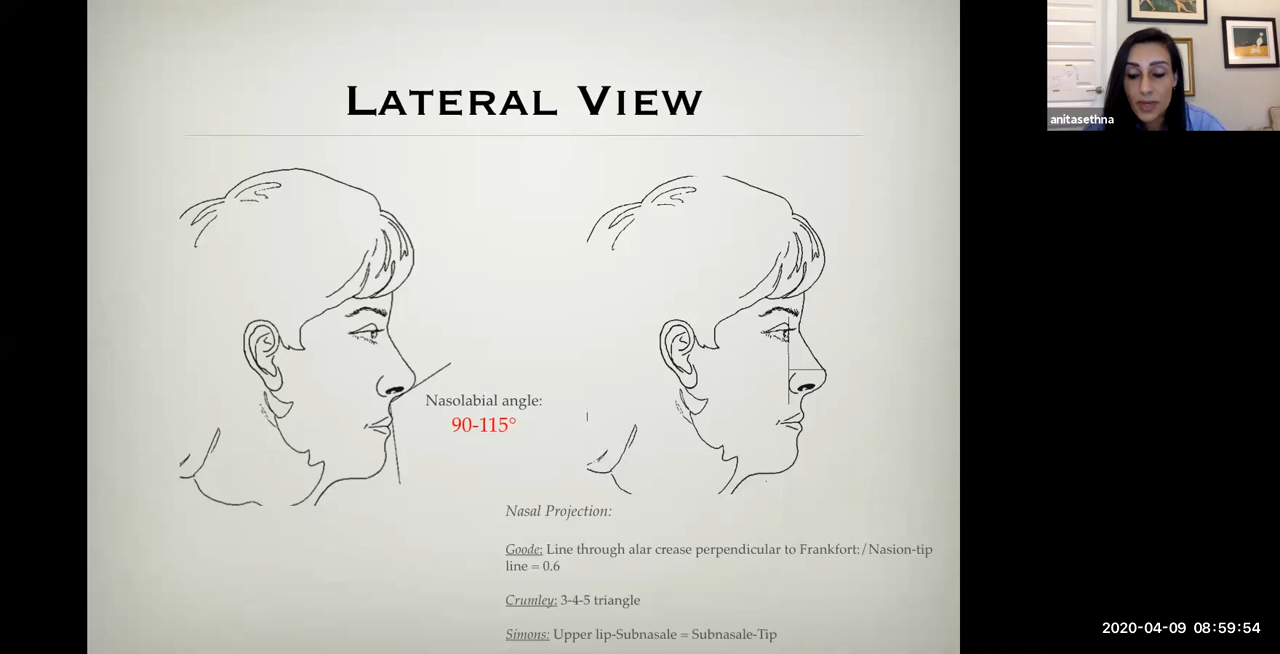 LATERAL VIEW
anitasethna
Nasolabial angle:
90-115°
Nasal Projection:
Goode: Line through alar crease perpendicular to Frankfort:/Nasion-tip
line = 0.6
Crumley: 3-4-5 triangle
Simons: Upper lip-Subnasale = Subnasale-Tip
2020-04-09 08:59:54